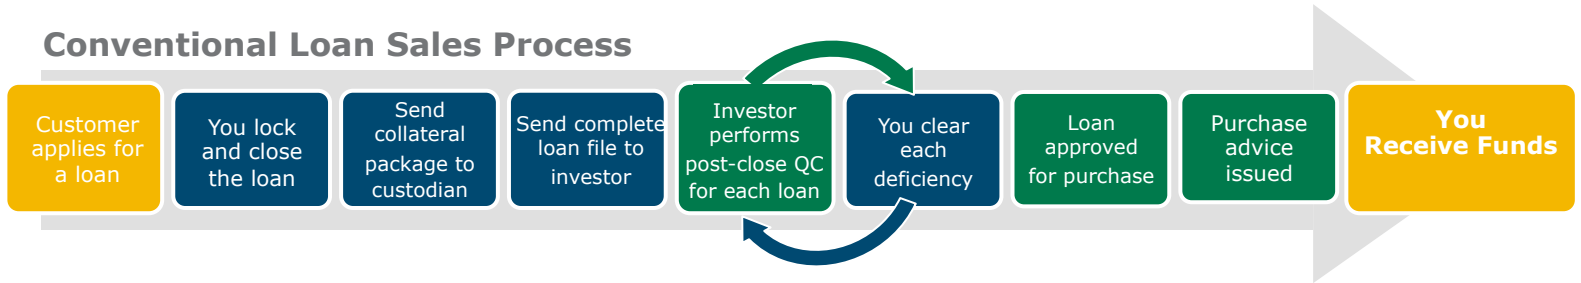 Conventional Loan Sales Process
Customer
applies for
a loan
You lock
and close
the loan
Send
collateral
package to
custodian
Send complete
loan file to
investor
Investor
performs
post-close QC
for each loan
You clear
each
deficiency
Loan
approved
for purchase
Purchase
advice
issued
You
Receive Funds